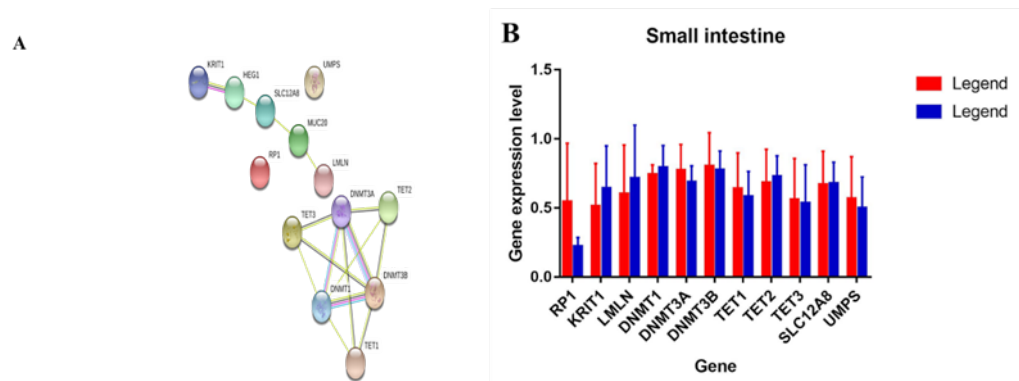 A
KRIT1
HEG1
UMPS
SLC12A8
MUC20
RP1
LMLN
DNMT3A
TET2
TET3
DNMT3B
DNMT1
TET1
B
Small intestine
Gene expression level
1.5
1.0
0.5
0.0
RP1
KRIT1
LMLN
DNMT1
DNMT3A
DNMT3B
TET1
TET2
TET3
SLC12A8
UMPS
Gene
Legend
Legend